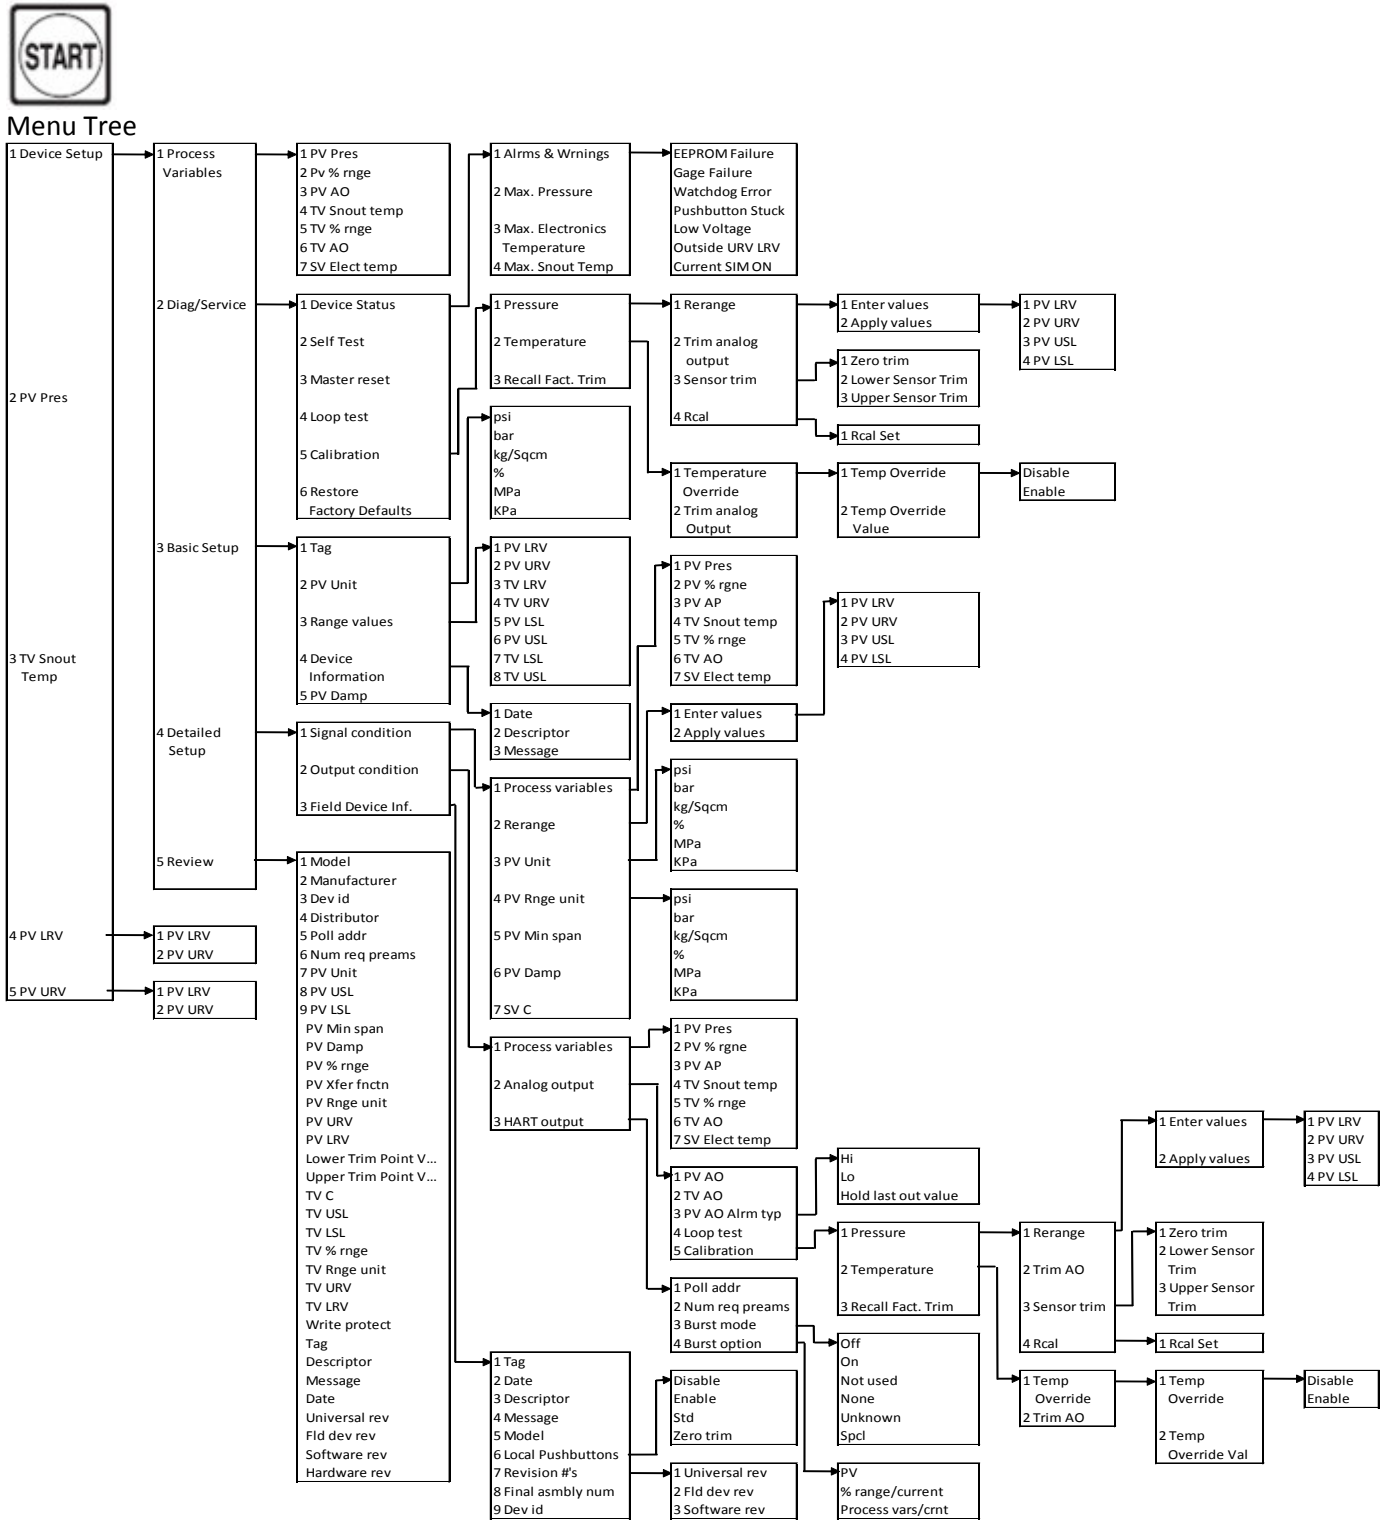 START
Menu Tree
1 Device Setup
2 PV Pres
3 TV Snout
Temp
4 PV LRV
5 PV URV
1 Process
Variables
2 Diag/Service
3 Basic Setup
4 Detailed
Setup
5 Review
1 PV LRV
2 PV URV
1 PV LRV
2 PV URV
1 PV Pres
2 Pv % rnge
3 PV AO
4 TV Snout temp
5 TV % rnge
6 TV AO
7 SV Elect temp
1 Device Status
2 Self Test
3 Master reset
4 Loop test
5 Calibration
6 Restore
Factory Defaults
1 Tag
2 PV Unit
3 Range values
4 Device
Information
5 PV Damp
1 Signal condition
2 Output condition
3 Field Device Inf.
1 Model
2 Manufacturer
3 Dev id
4 Distributor
5 Poll addr
6 Num req preams
7 PV Unit
8 PV USL
9 PV LSL
PV Min span
PV Damp
PV % rnge
PV Xfer fnctn
PV Rnge unit
PV URV
PV LRV
Lower Trim Point V...
Upper Trim Point V...
TV C
TV USL
TV LSL
TV % rnge
TV Rnge unit
TV URV
TV LRV
Write protect
Tag
Descriptor
Message
Date
Universal rev
Fld dev rev
Software rev
Hardware rev
1 Alrms & Wrnings
2 Max. Pressure
3 Max. Electronics
Temperature
4 Max. Snout Temp
1 Pressure
2 Temperature
3 Recall Fact. Trim
psi
bar
kg/Sqcm
%
MPa
KPa
1 PV LRV
2 PV URV
3 TV LRV
4 TV URV
5 PV LSL
6 PV USL
7 TV LSL
8 TV USL
1 Date
2 Descriptor
3 Message
1 Process variables
2 Rerange
3 PV Unit
4 PV Rnge unit
5 PV Min span
6 PV Damp
7 SV C
1 Process variables
2 Analog output
3 HART output
1 Tag
2 Date
3 Descriptor
4 Message
5 Model
6 Local Pushbuttons
7 Revision #'s
8 Final asmbly num
9 Dev id
EEPROM Failure
Gage Failure
Watchdog Error
Pushbutton Stuck
Low Voltage
Outside URV LRV
Current SIM ON
1 Rerange
2 Trim analog
output
3 Sensor trim
4 Rcal
1 Temperature
Override
2 Trim analog
Output
1 PV Pres
2 PV % rgne
3 PV AP
4 TV Snout temp
5 TV % rnge
6 TV AO
7 SV Elect temp
1 Enter values
2 Apply values
psi
bar
kg/Sqcm
%
MPa
KPa
psi
bar
kg/Sqcm
%
MPa
KPa
1 PV Pres
2 PV % rgne
3 PV AP
4 TV Snout temp
5 TV % rnge
6 TV AO
7 SV Elect temp
1 PV AO
2 TV AO
3 PV AO Alrm typ
4 Loop test
5 Calibration
1 Poll addr
2 Num req preams
3 Burst mode
4 Burst option
Disable
Enable
Std
Zero trim
1 Universal rev
2 Fld dev rev
3 Software rev
1 Enter values
2 Apply values
1 Zero trim
2 Lower Sensor Trim
3 Upper Sensor Trim
1 Rcal Set
1 Temp Override
2 Temp Override
Value
1 PV LRV
2 PV URV
3 PV USL
4 PV LSL
Hi
Lo
Hold last out value
1 Pressure
2 Temperature
3 Recall Fact. Trim
Off
On
Not used
None
Unknown
Spcl
PV
% range/current
Process vars/crnt
1 PV LRV
2 PV URV
3 PV USL
4 PV LSL
Disable
Enable
1 Rerange
2 Trim AO
3 Sensor trim
4 Rcal
1 Temp
Override
2 Trim AO
1 Enter values
2 Apply values
1 Zero trim
2 Lower Sensor
Trim
3 Upper Sensor
Trim
1 Rcal Set
1 Temp
Override
2 Temp
Override Val
1 PV LRV
2 PV URV
3 PV USL
4 PV LSL
Disable
Enable